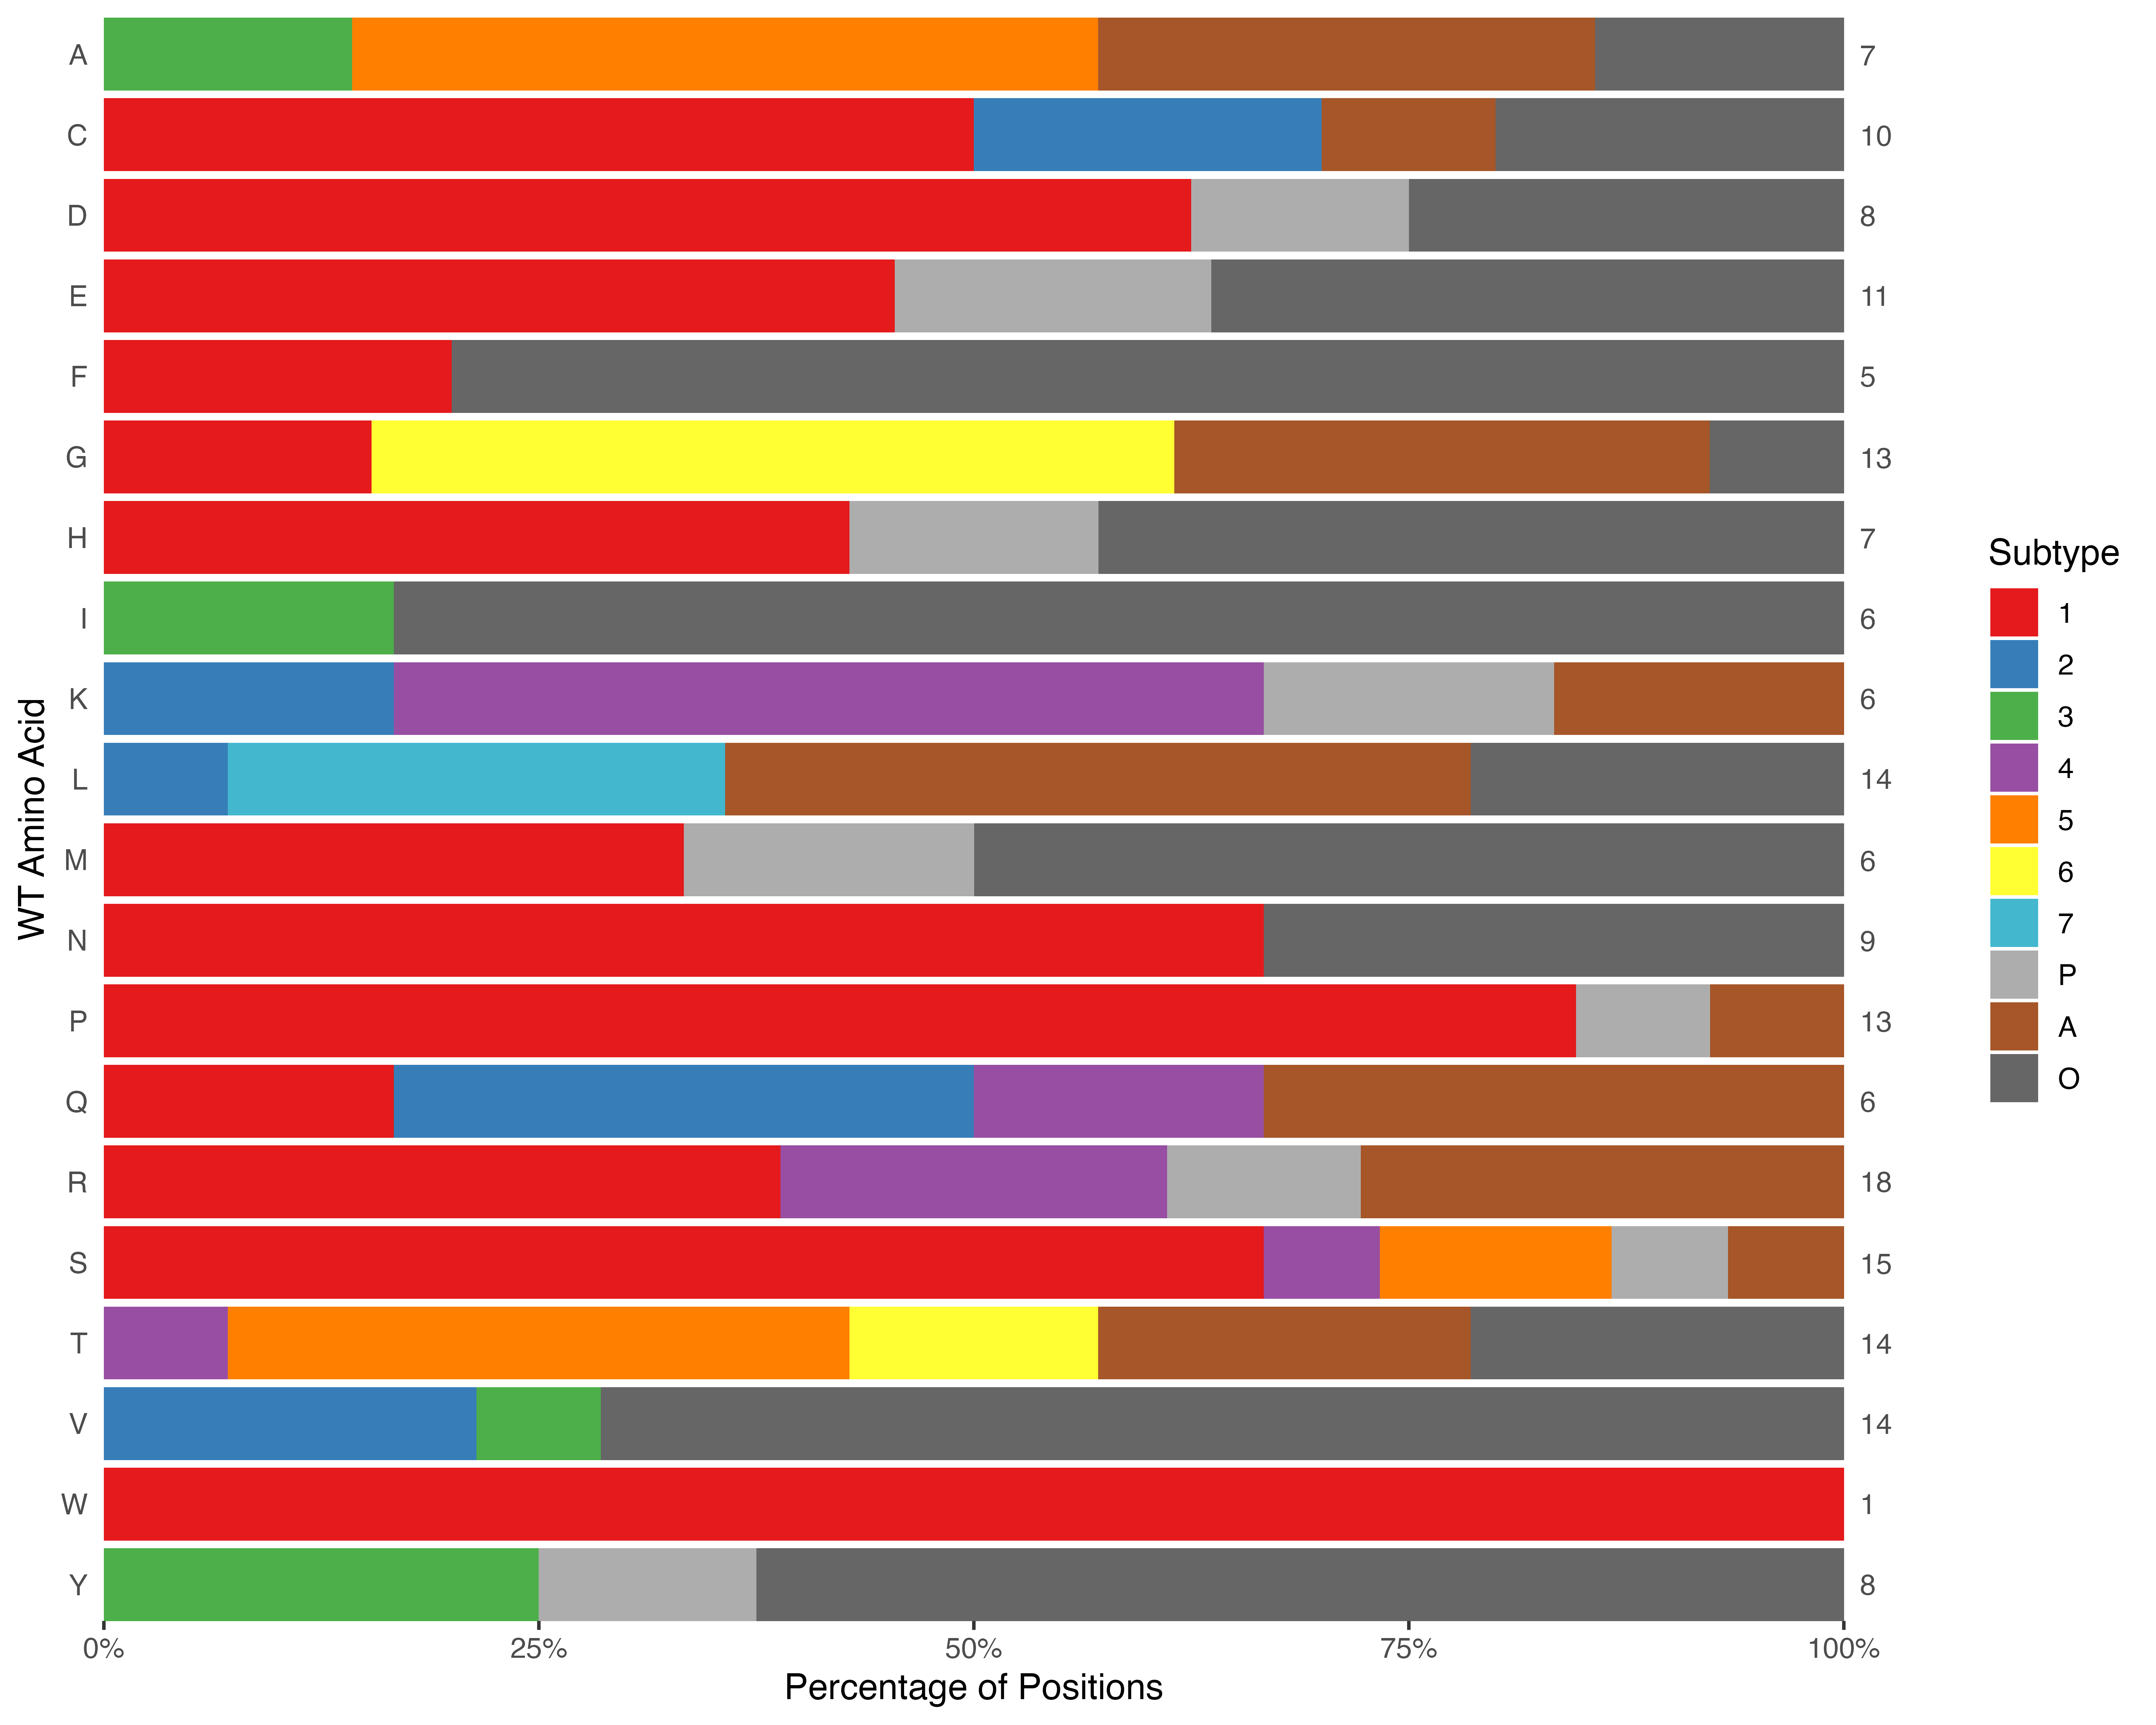 A 7
C 10
D 8
E 11
F 5
G 13
H 7
I 6
K 6
L 14
M 6
N 9
P 13
Q 6
R 18
S 15
T 14
V 14
W 1
Y 8
WT Amino Acid
0% 25% 50% 75% 100%
Percentage of Positions
Subtype
1
2
3
4
5
6
7
P
A
O